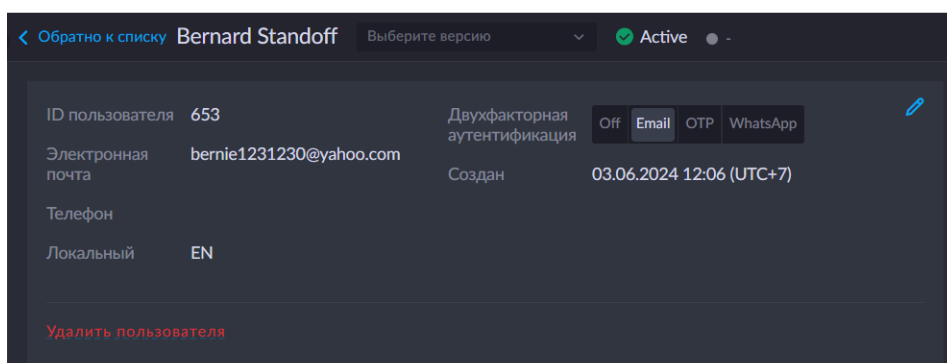 Обратно к списку Bernard Standoff Выберите версию Active -
ID пользователя 653
Двухфакторная аутентификация Off Email OTP WhatsApp
Электронная почта bernie1231230@yahoo.com
Создан 03.06.2024 12:06 (UTC+7)
Телефон
Локальный EN
Удалить пользователя